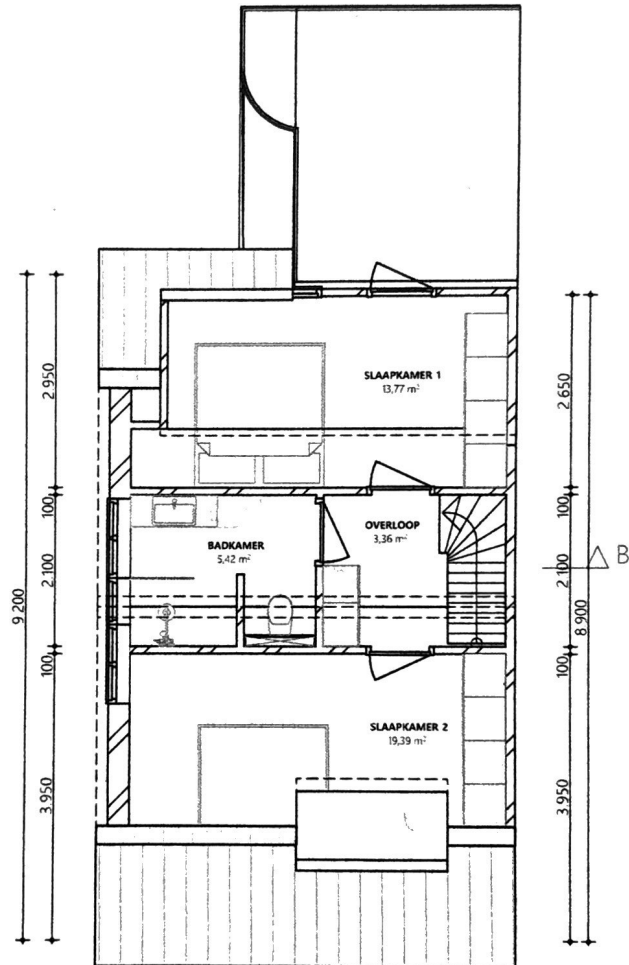 SLAAPKAMER 1
13,77 m²
OVERLOOP
3,36 m²
BADKAMER
5,42 m²
SLAAPKAMER 2
19,39 m²
9 200
2 950
100
2.100
100
3.950
2 650
100
2.100
100
3.950
8 900
B